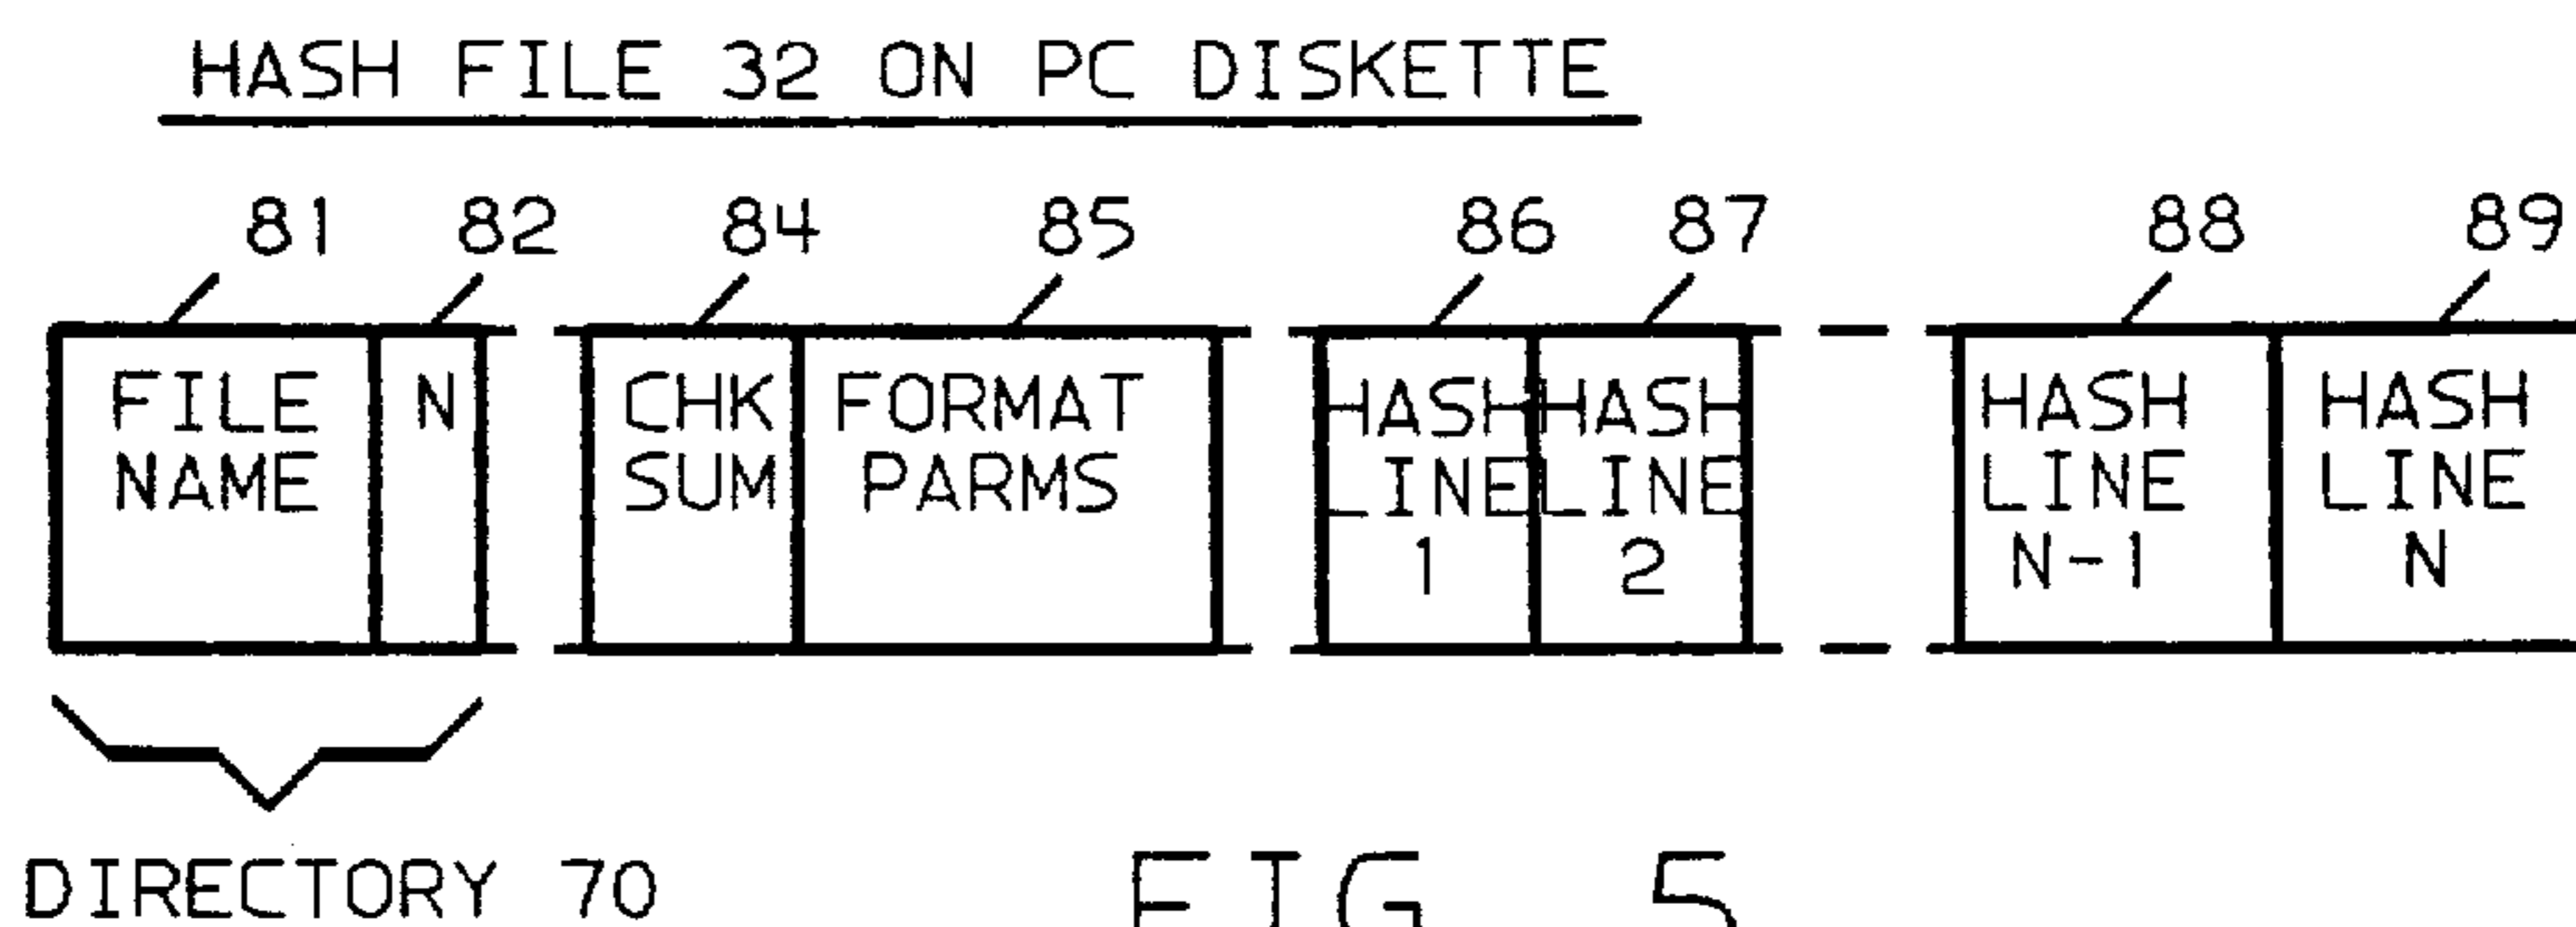 HASH FILE 32 ON PC DISKETTE
81 82 84 85 86 87 88 89
FILE N CHK FORMAT HASH HASH HASH HASH
NAME SUM PARMS LINE LINE LINE LINE
1 2 N-1 N
DIRECTORY 70
FIG 5